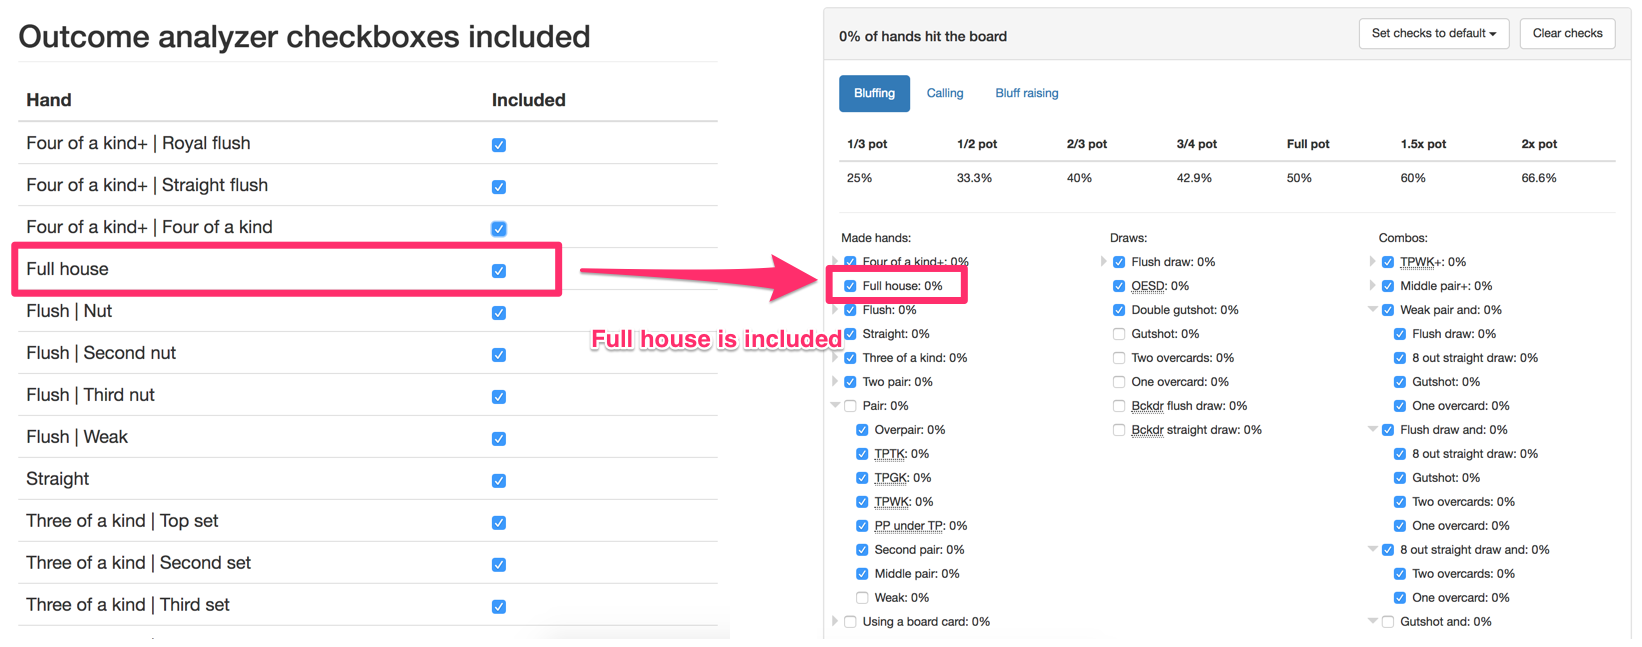 Outcome analyzer checkboxes included
Hand Included
Four of a kind+ | Royal flush
Four of a kind+ | Straight flush
Four of a kind+ | Four of a kind
Full house
Flush | Nut
Flush | Second nut
Flush | Third nut
Flush | Weak
Straight
Three of a kind | Top set
Three of a kind | Second set
Three of a kind | Third set
Full house is included
0% of hands hit the board
Set checks to default
Clear checks
Bluffing Calling Bluff raising
1/3 pot 1/2 pot 2/3 pot 3/4 pot Full pot 1.5x pot 2x pot
25% 33.3% 40% 42.9% 50% 60% 66.6%
Made hands:
Four of a kind+: 0%
Full house: 0%
Flush: 0%
Straight: 0%
Three of a kind: 0%
Two pair: 0%
Pair: 0%
Overpair: 0%
TPTK: 0%
TPGK: 0%
TPWK: 0%
PP under TP: 0%
Second pair: 0%
Middle pair: 0%
Weak: 0%
Using a board card: 0%
Draws:
Flush draw: 0%
OESD: 0%
Double gutshot: 0%
Gutshot: 0%
Two overcards: 0%
One overcard: 0%
Bckdr flush draw: 0%
Bckdr straight draw: 0%
Combos:
TPWK+: 0%
Middle pair+: 0%
Weak pair and: 0%
Flush draw: 0%
8 out straight draw: 0%
Gutshot: 0%
One overcard: 0%
Flush draw and: 0%
8 out straight draw: 0%
Gutshot: 0%
Two overcards: 0%
One overcard: 0%
8 out straight draw and: 0%
Two overcards: 0%
One overcard: 0%
Gutshot and: 0%